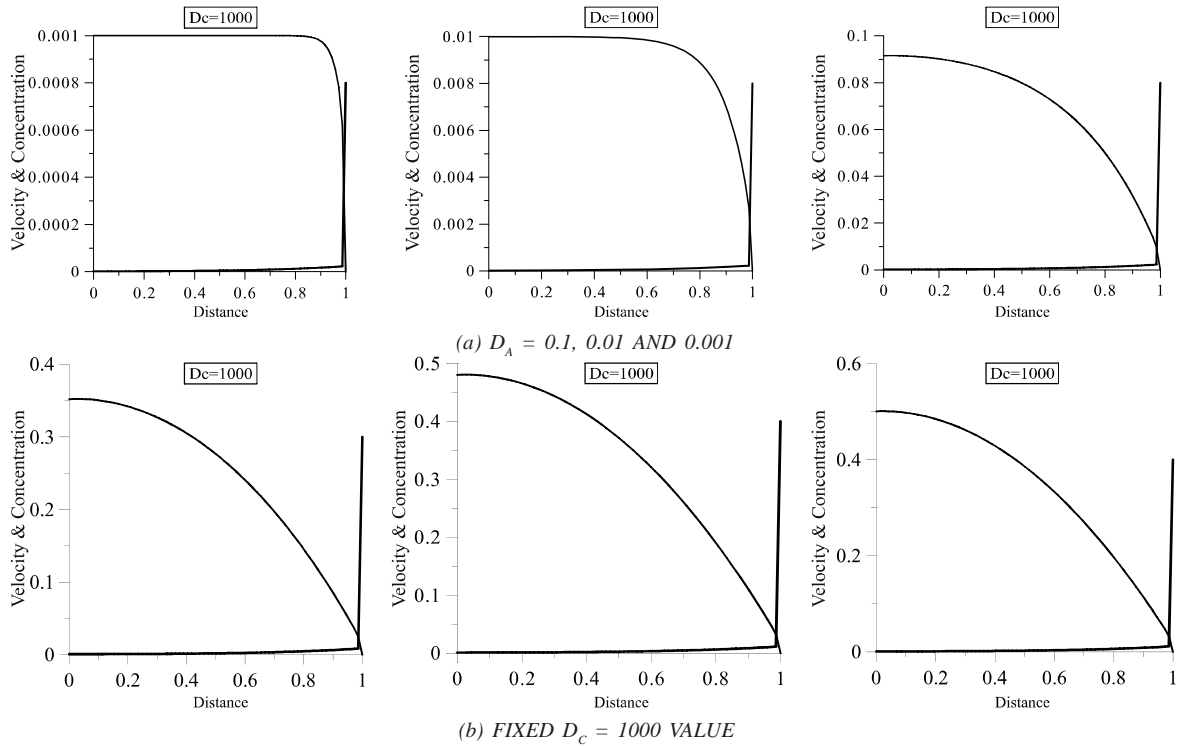 Dc=1000
Velocity & Concentration
0.001
0.0008
0.0006
0.0004
0.0002
0
0 0.2 0.4 0.6 0.8 1
Distance
Dc=1000
Velocity & Concentration
0.01
0.008
0.006
0.004
0.002
0
0 0.2 0.4 0.6 0.8 1
Distance
Dc=1000
Velocity & Concentration
0.1
0.08
0.06
0.04
0.02
0
0 0.2 0.4 0.6 0.8 1
Distance
(a) D_A = 0.1, 0.01 AND 0.001
Dc=1000
Velocity & Concentration
0.4
0.3
0.2
0.1
0
0 0.2 0.4 0.6 0.8 1
Distance
Dc=1000
Velocity & Concentration
0.5
0.4
0.3
0.2
0.1
0
0 0.2 0.4 0.6 0.8 1
Distance
Dc=1000
Velocity & Concentration
0.6
0.4
0.2
0
0 0.2 0.4 0.6 0.8 1
Distance
(b) FIXED D_C = 1000 VALUE